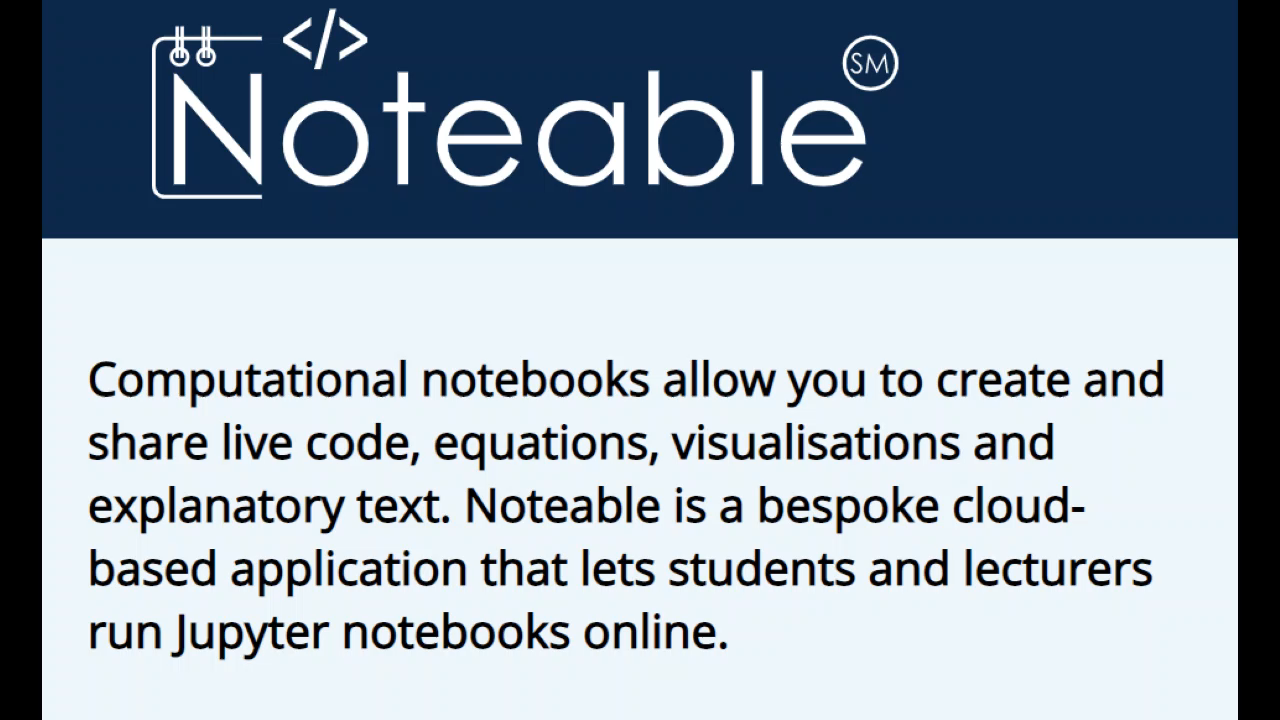 </>
Noteable SM
Computational notebooks allow you to create and
share live code, equations, visualisations and
explanatory text. Noteable is a bespoke cloud-
based application that lets students and lecturers
run Jupyter notebooks online.